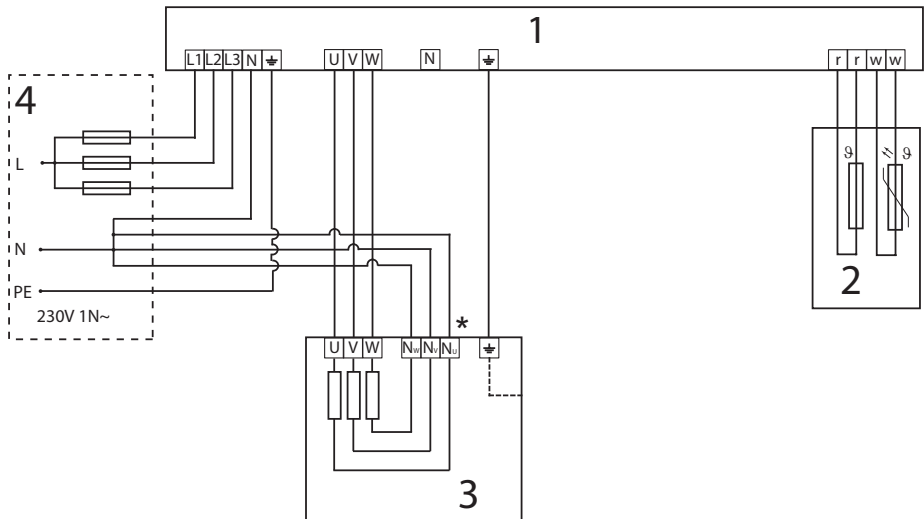 1
L1 L2 L3 N ⏚ U V W N ⏚ r r w w
4
L
N
PE
230V 1N~
ϑ ϑ
2
*
U V W NW NV NU ⏚
3